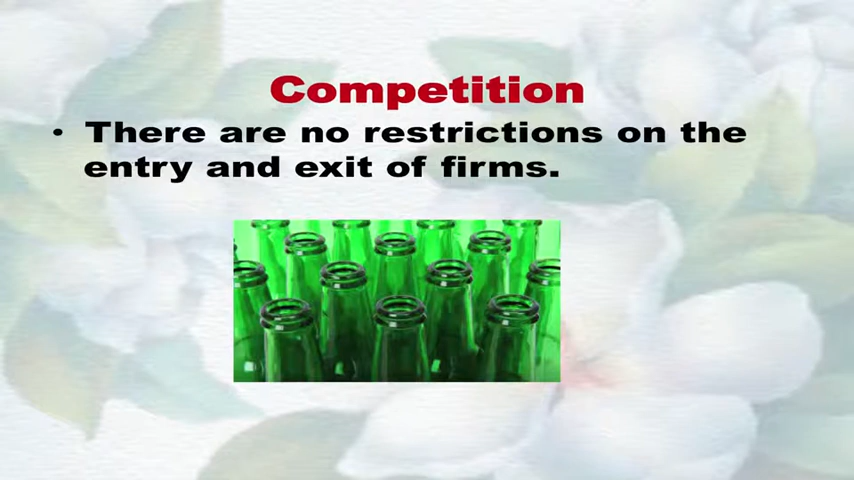 Competition
• There are no restrictions on the
entry and exit of firms.